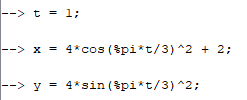 --> t = 1;
--> x = 4*cos(%pi*t/3)^2 + 2;
--> y = 4*sin(%pi*t/3)^2;